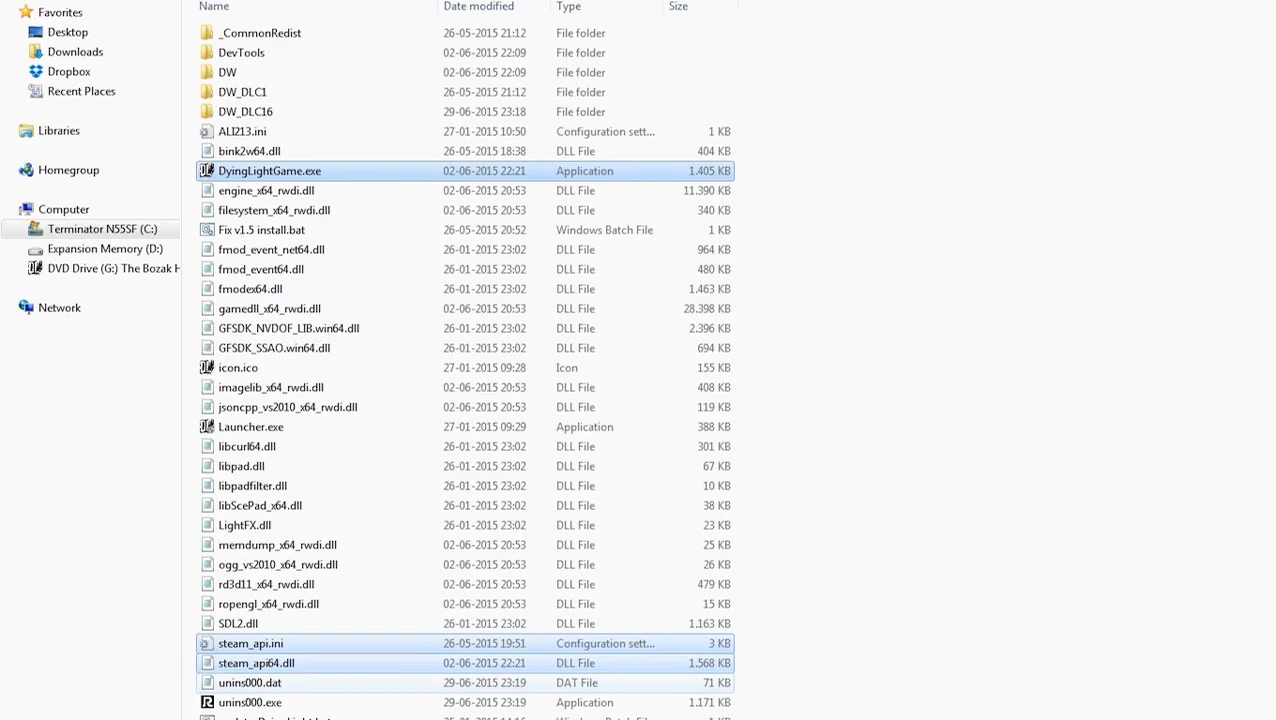 Favorites
Desktop
Downloads
Dropbox
Recent Places
Libraries
Homegroup
Computer
Terminator N55SF (C:)
Expansion Memory (D:)
DVD Drive (G:) The Bozak H
Network
Name Date modified Type Size
_CommonRedist 26-05-2015 21:12 File folder
DevTools 02-06-2015 22:09 File folder
DW 02-06-2015 22:09 File folder
DW_DLC1 26-05-2015 21:12 File folder
DW_DLC16 29-06-2015 23:18 File folder
ALI213.ini 27-01-2015 10:50 Configuration sett... 1 KB
bink2w64.dll 26-05-2015 18:38 DLL File 404 KB
DyingLightGame.exe 02-06-2015 22:21 Application 1.405 KB
engine_x64_rwdi.dll 02-06-2015 20:53 DLL File 11.390 KB
filesystem_x64_rwdi.dll 02-06-2015 20:53 DLL File 340 KB
Fix v1.5 install.bat 26-05-2015 20:52 Windows Batch File 1 KB
fmod_event_net64.dll 26-01-2015 23:02 DLL File 964 KB
fmod_event64.dll 26-01-2015 23:02 DLL File 480 KB
fmodex64.dll 26-01-2015 23:02 DLL File 1.463 KB
gamedll_x64_rwdi.dll 02-06-2015 20:53 DLL File 28.398 KB
GFSDK_NVDOF_LIB.win64.dll 26-01-2015 23:02 DLL File 2.396 KB
GFSDK_SSAO.win64.dll 26-01-2015 23:02 DLL File 694 KB
icon.ico 27-01-2015 09:28 Icon 155 KB
imagelib_x64_rwdi.dll 02-06-2015 20:53 DLL File 408 KB
jsoncpp_vs2010_x64_rwdi.dll 02-06-2015 20:53 DLL File 119 KB
Launcher.exe 27-01-2015 09:29 Application 388 KB
libcurl64.dll 26-01-2015 23:02 DLL File 301 KB
libpad.dll 26-01-2015 23:02 DLL File 67 KB
libpadfilter.dll 26-01-2015 23:02 DLL File 10 KB
libScePad_x64.dll 26-01-2015 23:02 DLL File 38 KB
LightFX.dll 26-01-2015 23:02 DLL File 23 KB
memdump_x64_rwdi.dll 02-06-2015 20:53 DLL File 25 KB
ogg_vs2010_x64_rwdi.dll 02-06-2015 20:53 DLL File 26 KB
rd3d11_x64_rwdi.dll 02-06-2015 20:53 DLL File 479 KB
ropengl_x64_rwdi.dll 02-06-2015 20:53 DLL File 15 KB
SDL2.dll 26-01-2015 23:02 DLL File 1.163 KB
steam_api.ini 26-05-2015 19:51 Configuration sett... 3 KB
steam_api64.dll 02-06-2015 22:21 DLL File 1.568 KB
unins000.dat 29-06-2015 23:19 DAT File 71 KB
unins000.exe 29-06-2015 23:19 Application 1.171 KB